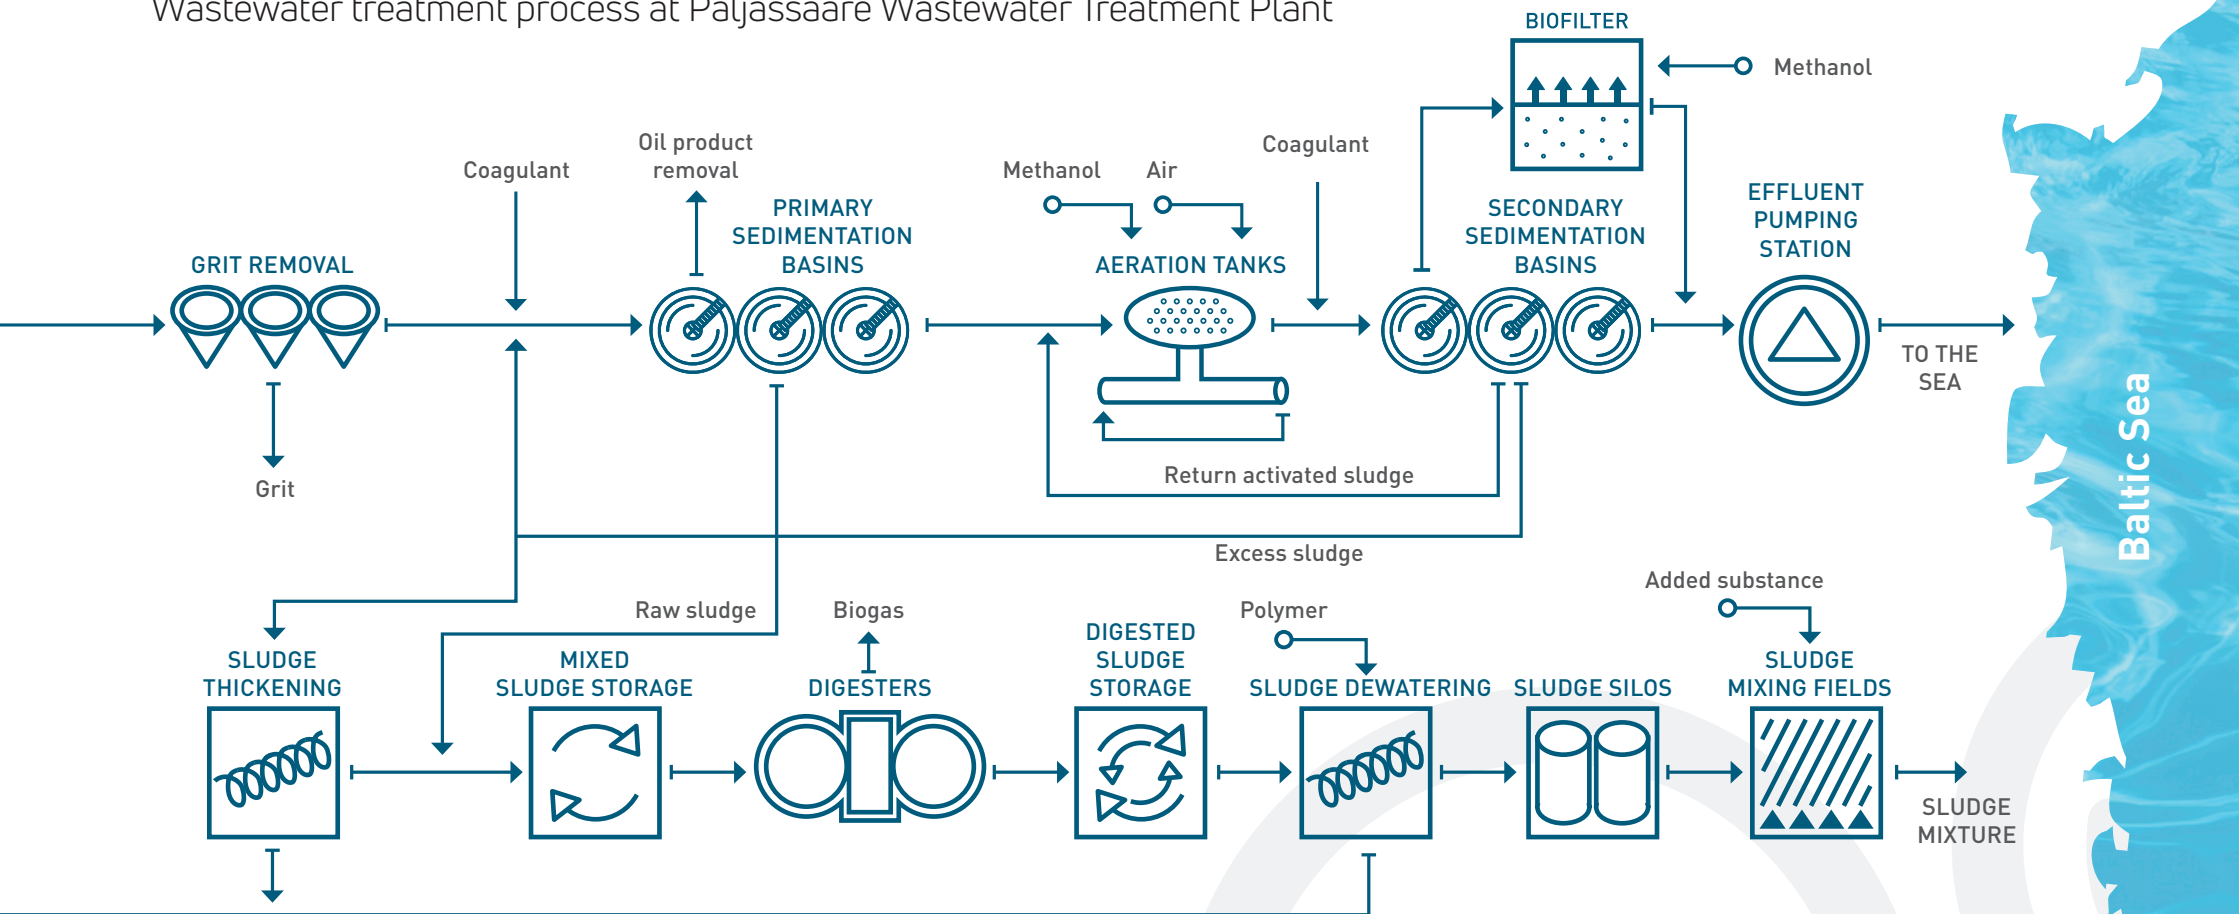 Wastewater treatment process at Paljassaare Wastewater Treatment Plant
BIOFILTER
Methanol
Oil product
removal
Coagulant
Methanol
Air
Coagulant
GRIT REMOVAL
PRIMARY
SEDIMENTATION
BASINS
AERATION TANKS
SECONDARY
SEDIMENTATION
BASINS
EFFLUENT
PUMPING
STATION
TO THE
SEA
Baltic Sea
Grit
Return activated sludge
Excess sludge
Raw sludge
Biogas
Polymer
Added substance
SLUDGE
THICKENING
MIXED
SLUDGE STORAGE
DIGESTERS
DIGESTED
SLUDGE
STORAGE
SLUDGE DEWATERING
SLUDGE SILOS
SLUDGE
MIXING FIELDS
SLUDGE
MIXTURE